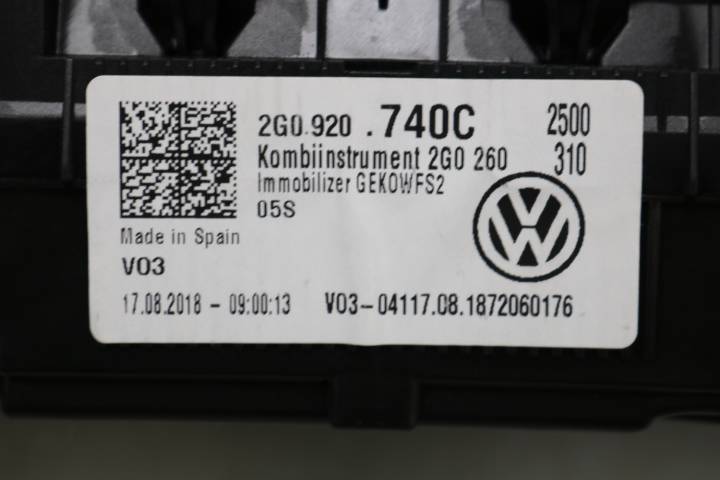 2G0.920 .740C 2500
Kombiinstrument 2G0 260 310
Immobilizer GEKOWFS2
05S
Made in Spain
V03
17.08.2018 - 09:00:13 V03-04117.08.1872060176